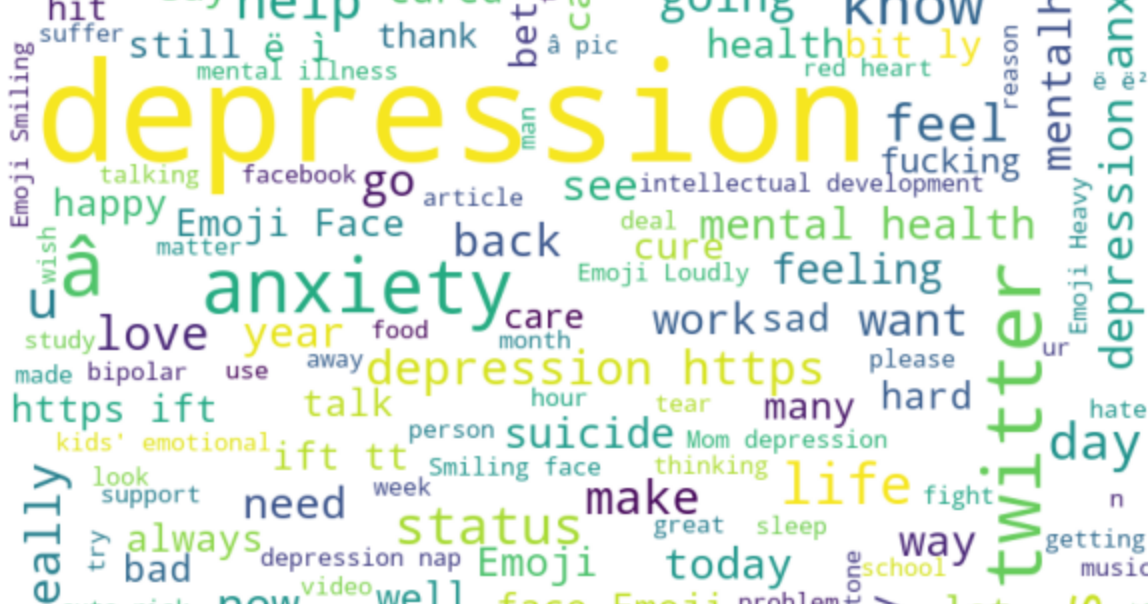 hit
help
going
know
suffer
still
ë ì
thank
bet
â pic
health
bit ly
reason
mentalh
anx
mental illness
red heart
ë
Emoji Smiling
depression
man
feel
fucking
talking
facebook
go
article
see
intellectual development
depression
happy
Emoji Face
back
deal
mental health
Emoji Heavy
matter
cure
wish
â
anxiety
Emoji Loudly
feeling
u
love
year
food
care
work
sad
want
twitter
study
month
ur
made
bipolar
use
away
depression https
please
hard
https ift
talk
hour
tear
many
hate
kids' emotional
person
suicide
Mom depression
day
ift tt
look
Smiling face
thinking
life
support
need
week
make
fight
n
eally
status
great
sleep
try
always
way
getting
bad
depression nap
Emoji
today
school
music
video
well
tone
now
face Emoji
problem